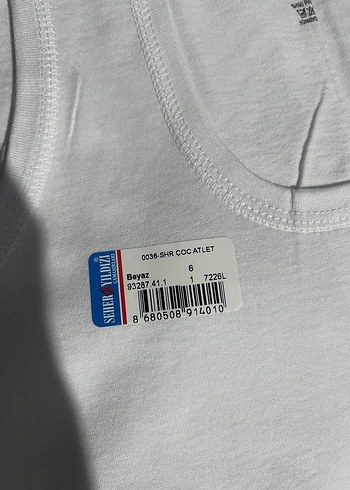 0036-SHR ÇOC ATLET
Beyaz 6
93287.41.1 1 7226L
8 680508 914010
SEHER YILDIZI